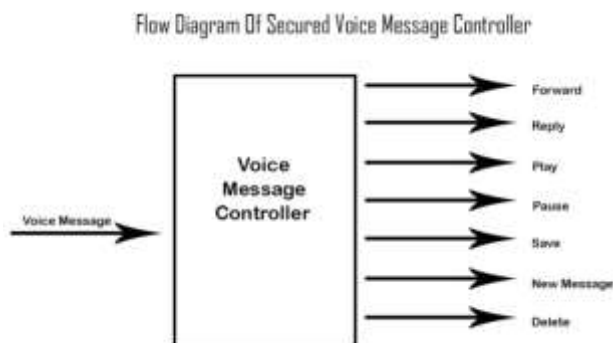 Flow Diagram Of Secured Voice Message Controller
Forward
Reply
Voice
Message
Controller
Play
Pause
Voice Message
Save
New Message
Delete